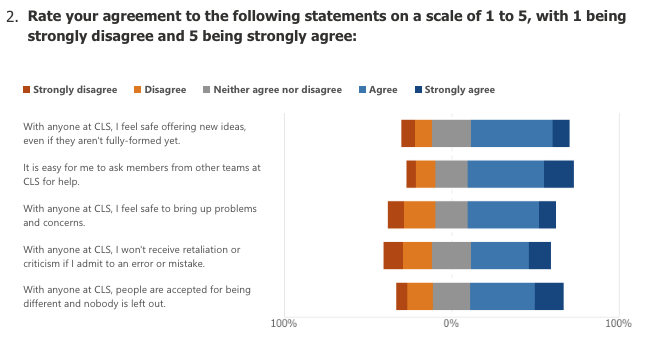 2. Rate your agreement to the following statements on a scale of 1 to 5, with 1 being
strongly disagree and 5 being strongly agree:
Strongly disagree Disagree Neither agree nor disagree Agree Strongly agree
With anyone at CLS, I feel safe offering new ideas,
even if they aren't fully-formed yet.
It is easy for me to ask members from other teams at
CLS for help.
With anyone at CLS, I feel safe to bring up problems
and concerns.
With anyone at CLS, I won't receive retaliation or
criticism if I admit to an error or mistake.
With anyone at CLS, people are accepted for being
different and nobody is left out.
100% 0% 100%